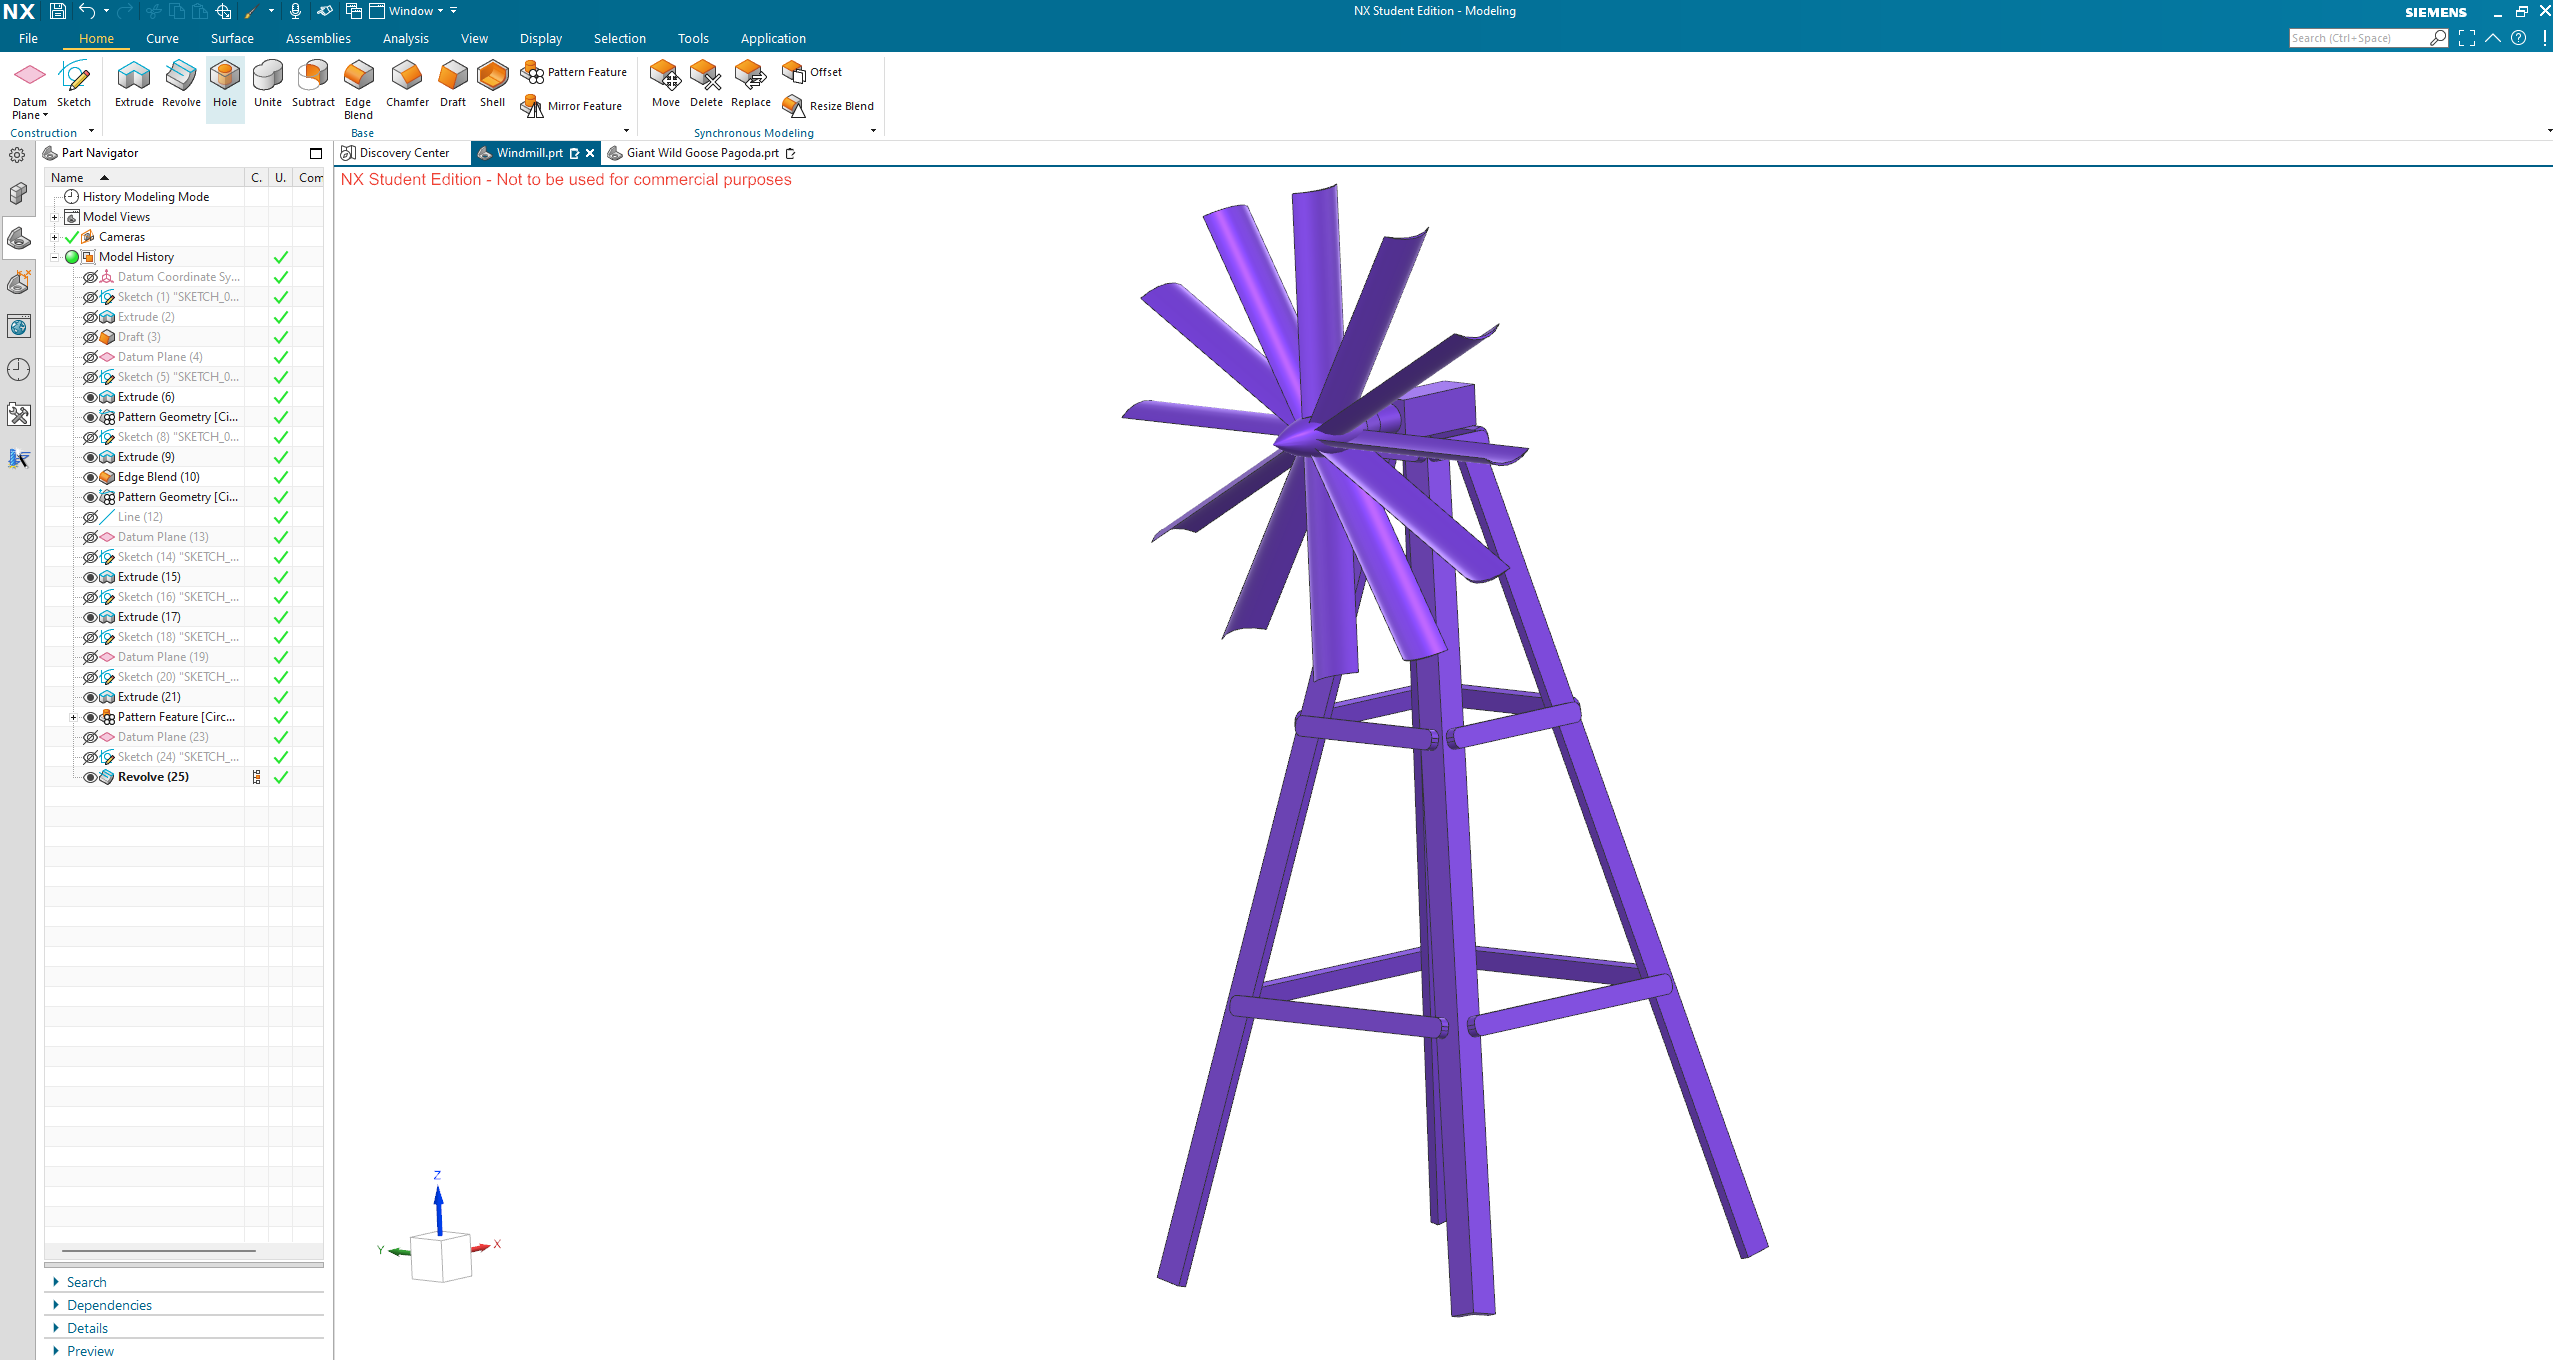 NX Window NX Student Edition - Modeling SIEMENS
File Home Curve Surface Assemblies Analysis View Display Selection Tools Application Search (Ctrl+Space)
Datum Plane Sketch Extrude Revolve Hole Unite Subtract Edge Blend Chamfer Draft Shell Pattern Feature Mirror Feature Move Delete Replace Offset Resize Blend
Construction Base Synchronous Modeling
Part Navigator Discovery Center Windmill.prt Giant Wild Goose Pagoda.prt
Name C. U. Com
NX Student Edition - Not to be used for commercial purposes
History Modeling Mode
Model Views
Cameras
Model History
Datum Coordinate Sy...
Sketch (1) "SKETCH_0...
Extrude (2)
Draft (3)
Datum Plane (4)
Sketch (5) "SKETCH_0...
Extrude (6)
Pattern Geometry [Ci...
Sketch (8) "SKETCH_0...
Extrude (9)
Edge Blend (10)
Pattern Geometry [Ci...
Line (12)
Datum Plane (13)
Sketch (14) "SKETCH_...
Extrude (15)
Sketch (16) "SKETCH_...
Extrude (17)
Sketch (18) "SKETCH_...
Datum Plane (19)
Sketch (20) "SKETCH_...
Extrude (21)
Pattern Feature [Circ...
Datum Plane (23)
Sketch (24) "SKETCH_...
Revolve (25)
Z
Y X
Search
Dependencies
Details
Preview